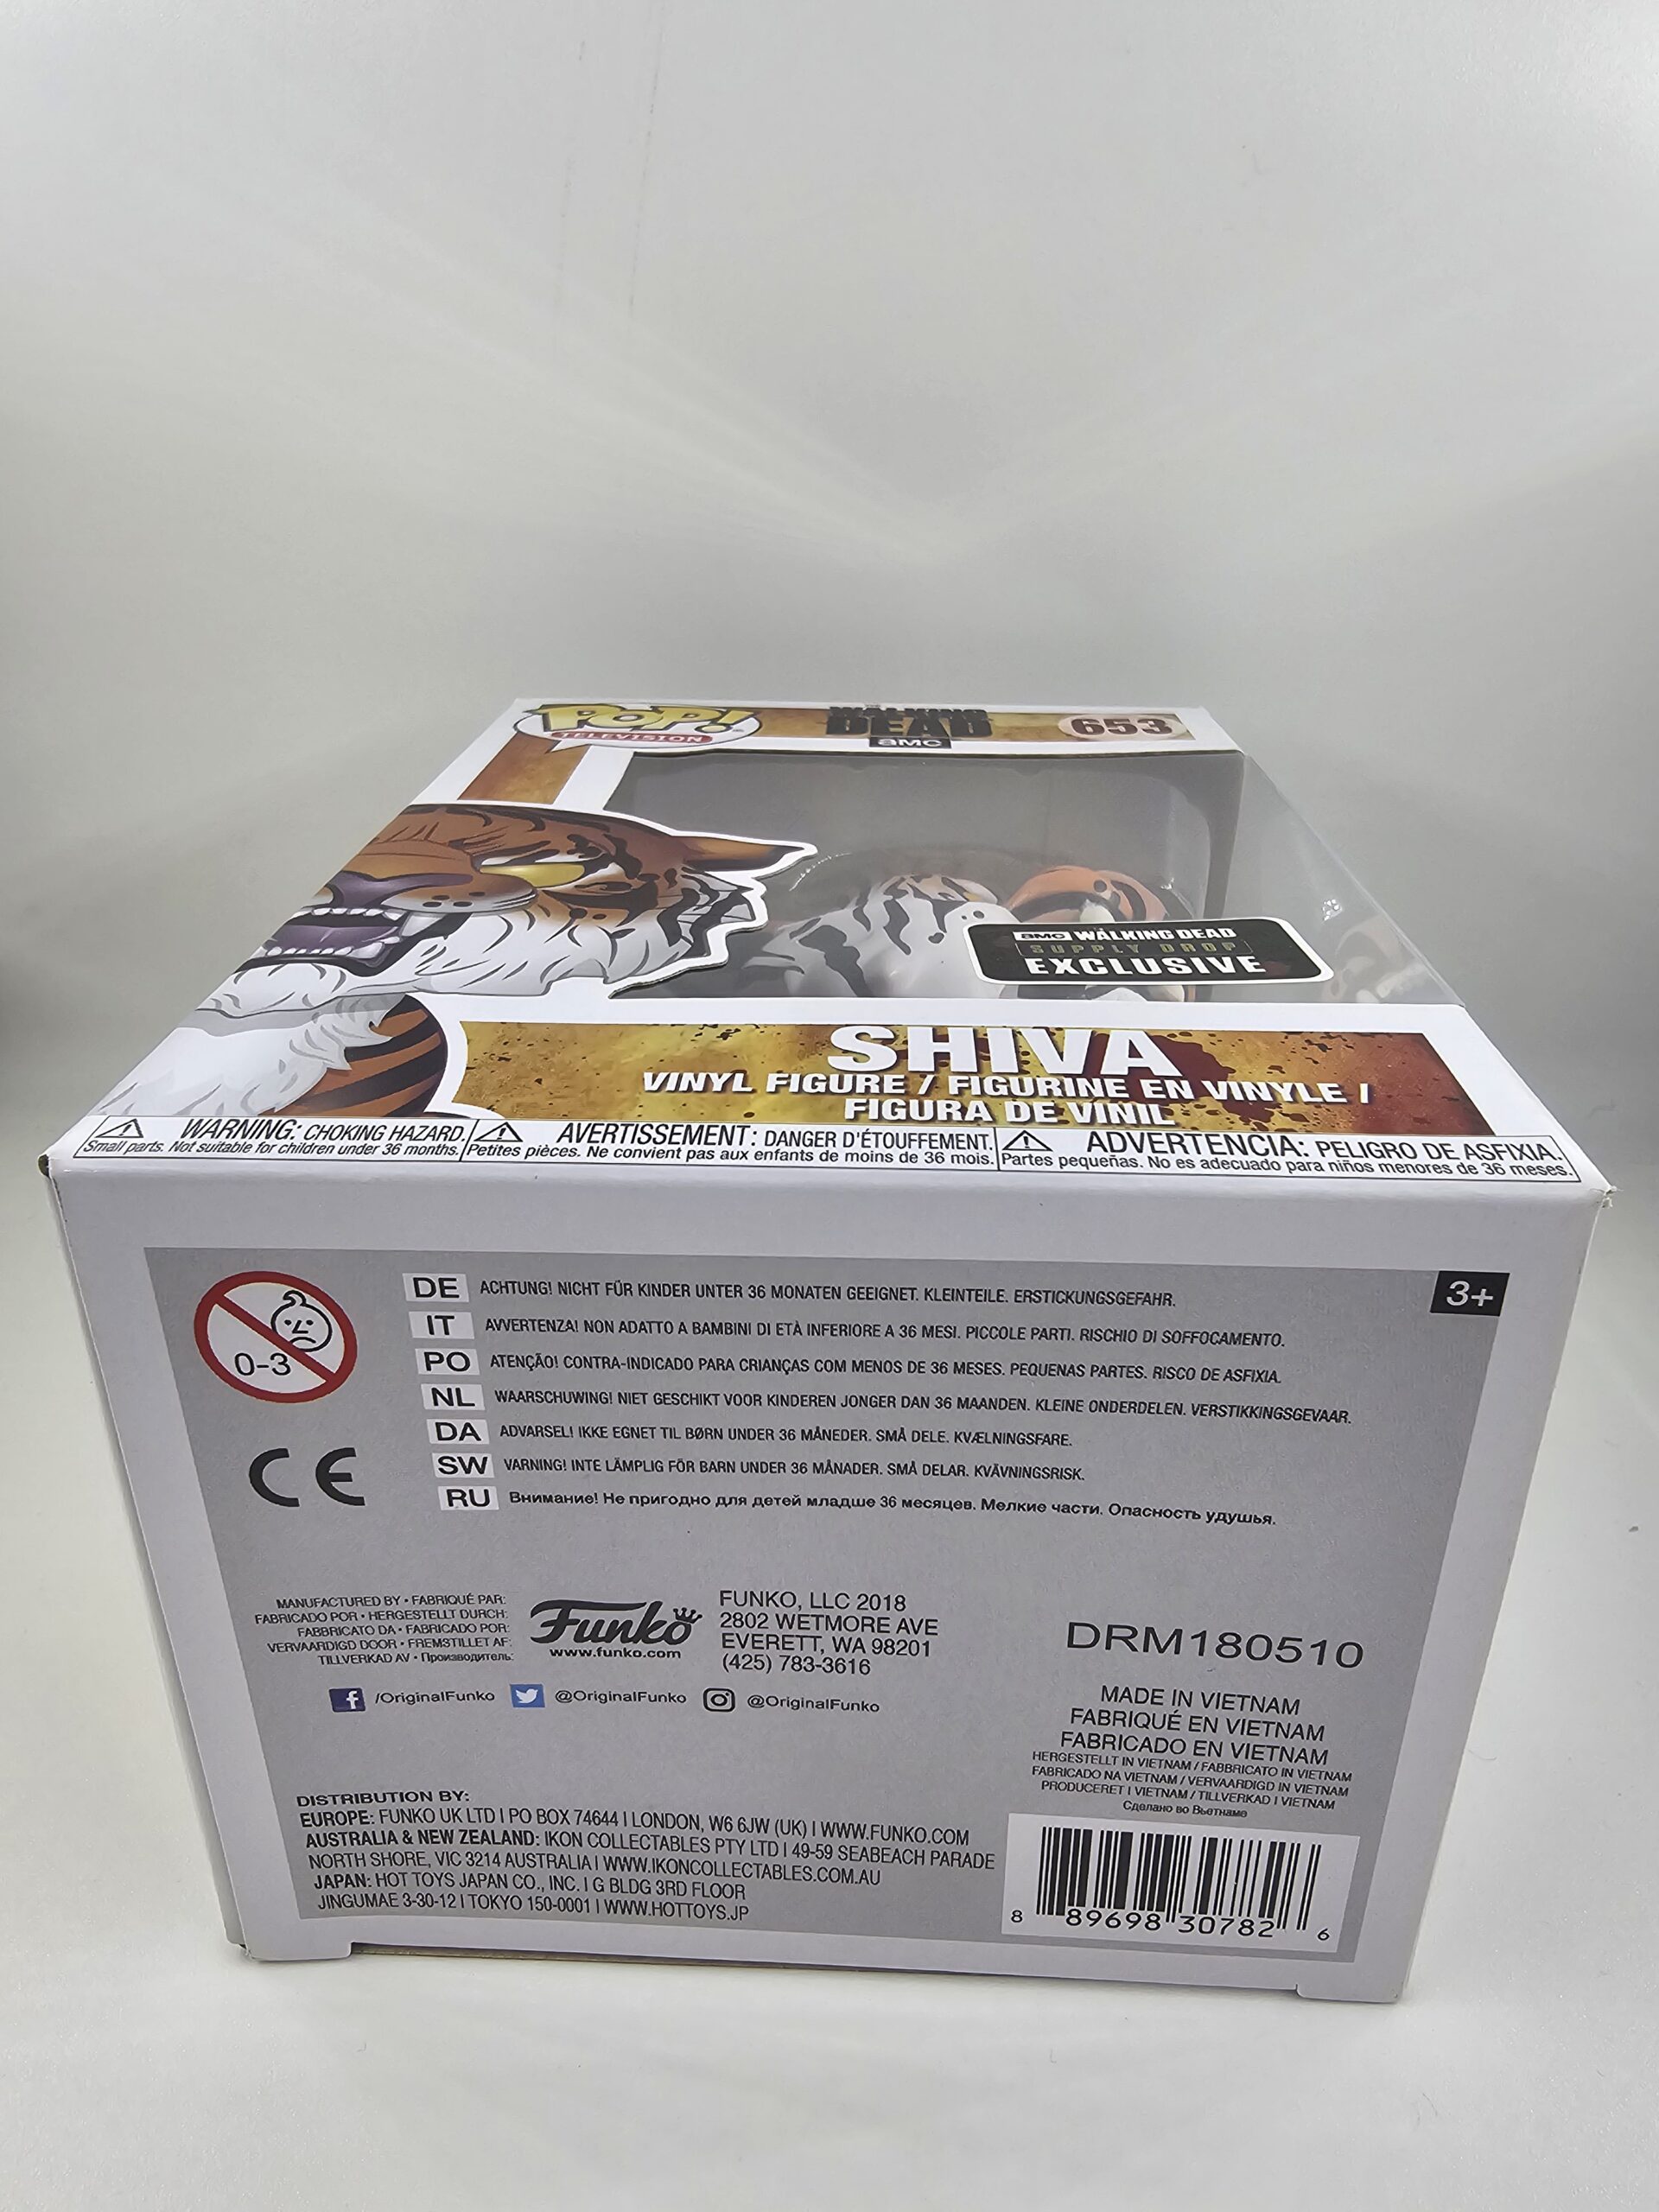 POP!
TELEVISION
THE
WALKING
DEAD
aMC
653
aMC WALKING DEAD
SUPPLY DROP
EXCLUSIVE
SHIVA
VINYL FIGURE / FIGURINE EN VINYLE /
FIGURA DE VINIL
WARNING: CHOKING HAZARD.
Small parts. Not suitable for children under 36 months.
AVERTISSEMENT: DANGER D'ÉTOUFFEMENT.
Petites pièces. Ne convient pas aux enfants de moins de 36 mois.
ADVERTENCIA: PELIGRO DE ASFIXIA.
Partes pequeñas. No es adecuado para niños menores de 36 meses.
0-3
CE
3+
DE ACHTUNG! NICHT FÜR KINDER UNTER 36 MONATEN GEEIGNET. KLEINTEILE. ERSTICKUNGSGEFAHR.
IT AVVERTENZA! NON ADATTO A BAMBINI DI ETÀ INFERIORE A 36 MESI. PICCOLE PARTI. RISCHIO DI SOFFOCAMENTO.
PO ATENÇÃO! CONTRA-INDICADO PARA CRIANÇAS COM MENOS DE 36 MESES. PEQUENAS PARTES. RISCO DE ASFIXIA.
NL WAARSCHUWING! NIET GESCHIKT VOOR KINDEREN JONGER DAN 36 MAANDEN. KLEINE ONDERDELEN. VERSTIKKINGSGEVAAR.
DA ADVARSEL! IKKE EGNET TIL BØRN UNDER 36 MÅNEDER. SMÅ DELE. KVÆLNINGSFARE.
SW VARNING! INTE LÄMPLIG FÖR BARN UNDER 36 MÅNADER. SMÅ DELAR. KVÄVNINGSRISK.
RU Внимание! Не пригодно для детей младше 36 месяцев. Мелкие части. Опасность удушья.
MANUFACTURED BY • FABRIQUÉ PAR:
FABRICADO POR • HERGESTELLT DURCH:
FABBRICATO DA • FABRICADO POR:
VERVAARDIGD DOOR • FREMSTILLET AF:
TILLVERKAD AV • Производитель:
Funko
www.funko.com
FUNKO, LLC 2018
2802 WETMORE AVE
EVERETT, WA 98201
(425) 783-3616
/OriginalFunko @OriginalFunko @OriginalFunko
DRM180510
MADE IN VIETNAM
FABRIQUÉ EN VIETNAM
FABRICADO EN VIETNAM
HERGESTELLT IN VIETNAM / FABBRICATO IN VIETNAM
FABRICADO NA VIETNAM / VERVAARDIGD IN VIETNAM
PRODUCERET I VIETNAM / TILLVERKAD I VIETNAM
Сделано во Вьетнаме
DISTRIBUTION BY:
EUROPE: FUNKO UK LTD I PO BOX 74644 I LONDON, W6 6JW (UK) I WWW.FUNKO.COM
AUSTRALIA & NEW ZEALAND: IKON COLLECTABLES PTY LTD I 49-59 SEABEACH PARADE
NORTH SHORE, VIC 3214 AUSTRALIA I WWW.IKONCOLLECTABLES.COM.AU
JAPAN: HOT TOYS JAPAN CO., INC. I G BLDG 3RD FLOOR
JINGUMAE 3-30-12 I TOKYO 150-0001 I WWW.HOTTOYS.JP
8 89698 30782 6